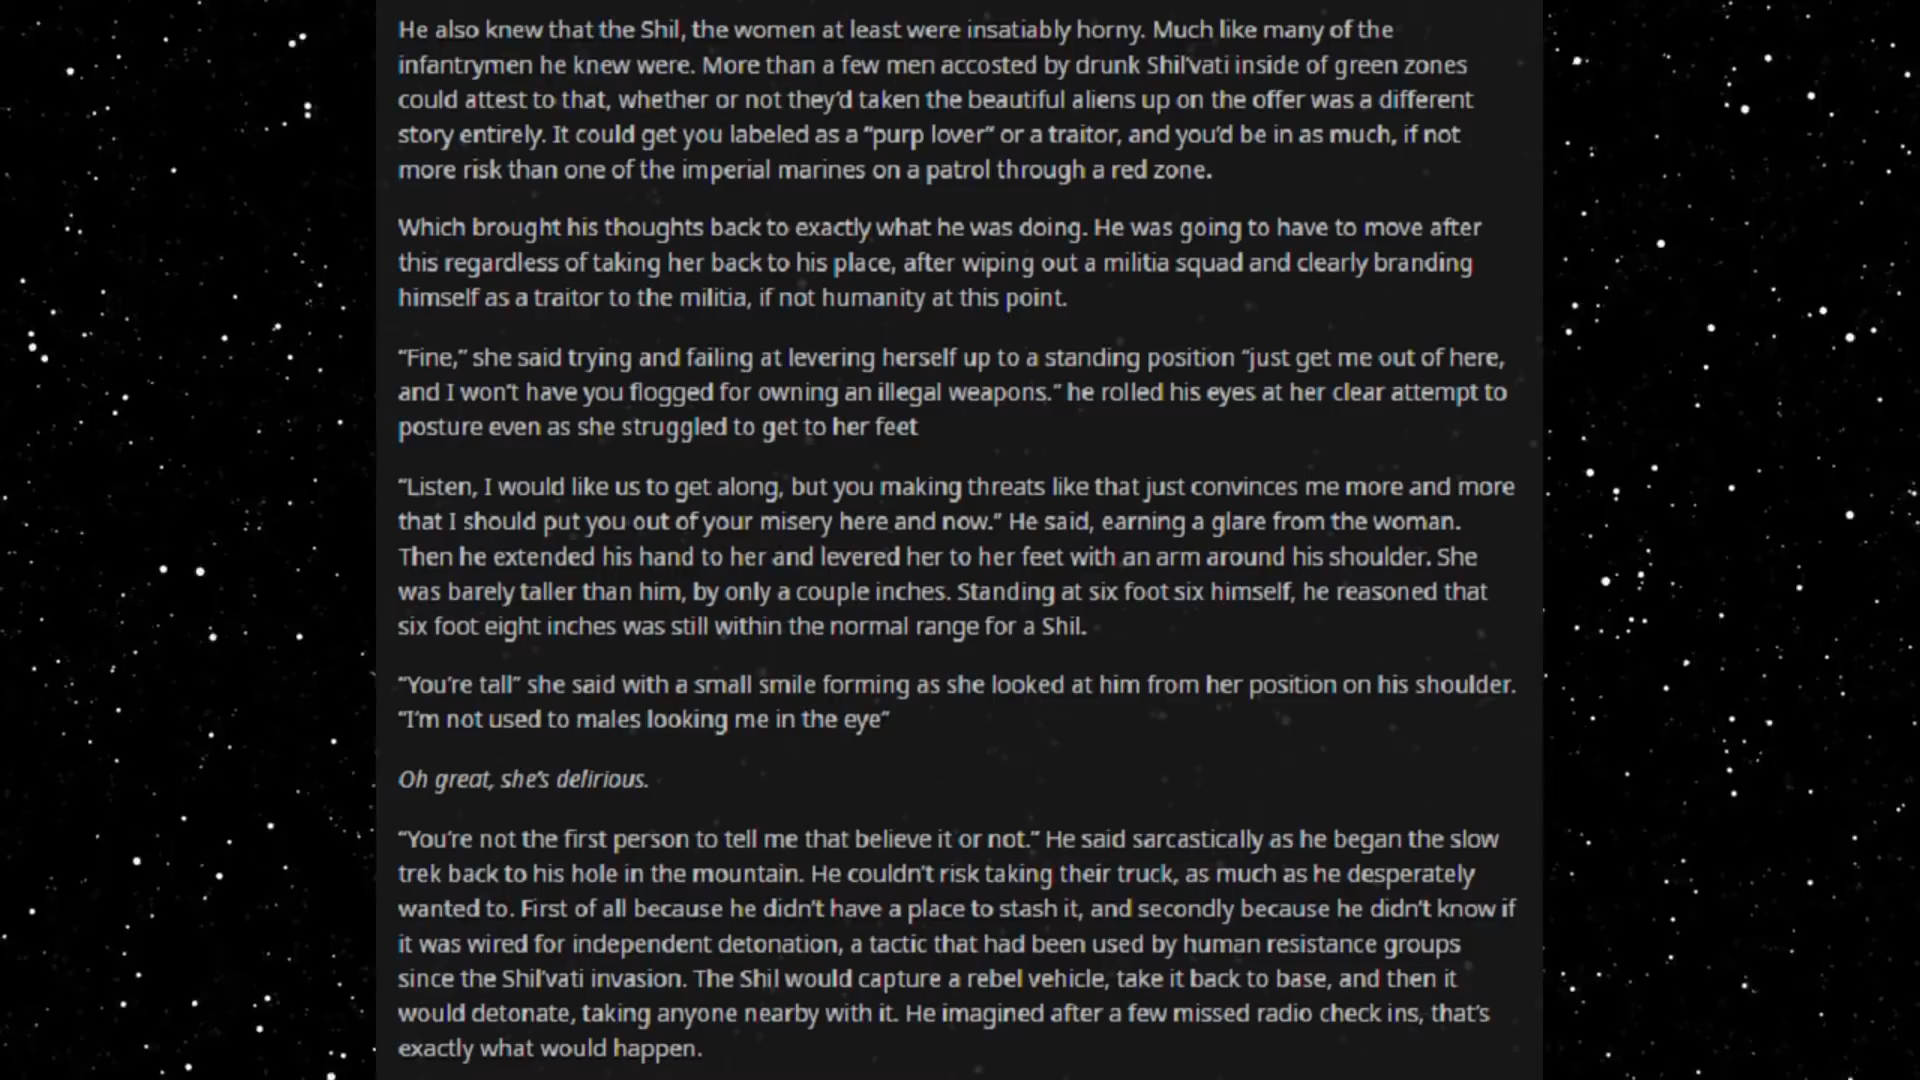 He also knew that the Shil, the women at least were insatiably horny. Much like many of the
infantrymen he knew were. More than a few men accosted by drunk Shil’vati inside of green zones
could attest to that, whether or not they’d taken the beautiful aliens up on the offer was a different
story entirely. It could get you labeled as a “purp lover” or a traitor, and you’d be in as much, if not
more risk than one of the imperial marines on a patrol through a red zone.
Which brought his thoughts back to exactly what he was doing. He was going to have to move after
this regardless of taking her back to his place, after wiping out a militia squad and clearly branding
himself as a traitor to the militia, if not humanity at this point.
“Fine,” she said trying and failing at levering herself up to a standing position “just get me out of here,
and I won’t have you flogged for owning an illegal weapons.” he rolled his eyes at her clear attempt to
posture even as she struggled to get to her feet
“Listen, I would like us to get along, but you making threats like that just convinces me more and more
that I should put you out of your misery here and now.” He said, earning a glare from the woman.
Then he extended his hand to her and levered her to her feet with an arm around his shoulder. She
was barely taller than him, by only a couple inches. Standing at six foot six himself, he reasoned that
six foot eight inches was still within the normal range for a Shil.
“You’re tall” she said with a small smile forming as she looked at him from her position on his shoulder.
“I’m not used to males looking me in the eye”
Oh great, she’s delirious.
“You’re not the first person to tell me that believe it or not.” He said sarcastically as he began the slow
trek back to his hole in the mountain. He couldn’t risk taking their truck, as much as he desperately
wanted to. First of all because he didn’t have a place to stash it, and secondly because he didn’t know if
it was wired for independent detonation, a tactic that had been used by human resistance groups
since the Shil’vati invasion. The Shil would capture a rebel vehicle, take it back to base, and then it
would detonate, taking anyone nearby with it. He imagined after a few missed radio check ins, that’s
exactly what would happen.